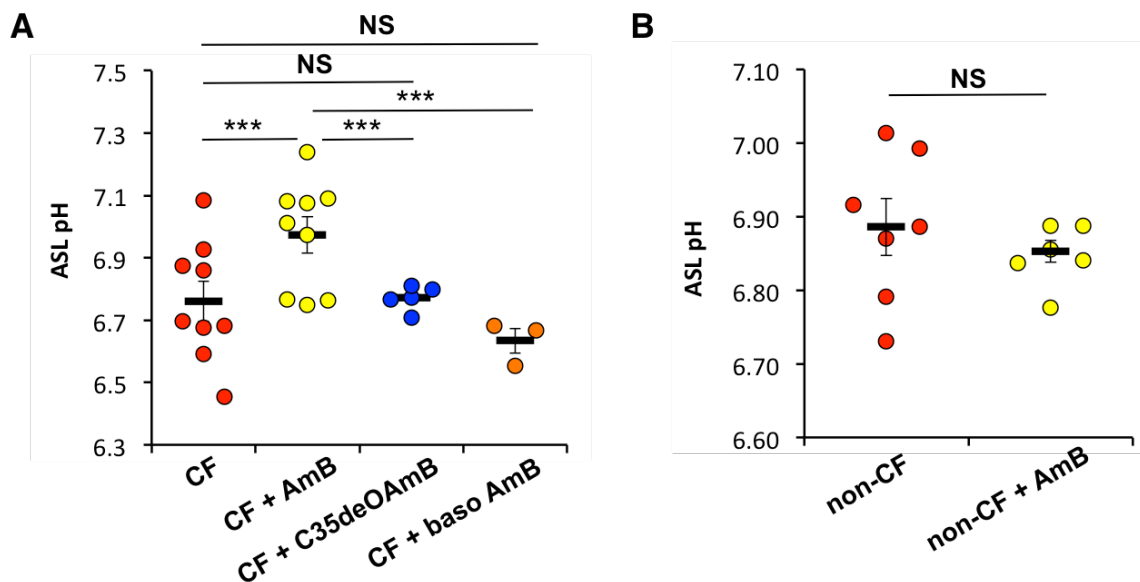 A
NS
NS
***
*** ***
7.5
7.3
7.1
6.9
6.7
6.5
6.3
ASL pH
CF
CF + AmB
CF + C35deOAmB
CF + baso AmB
B
NS
7.10
7.00
6.90
6.80
6.70
6.60
ASL pH
non-CF
non-CF + AmB